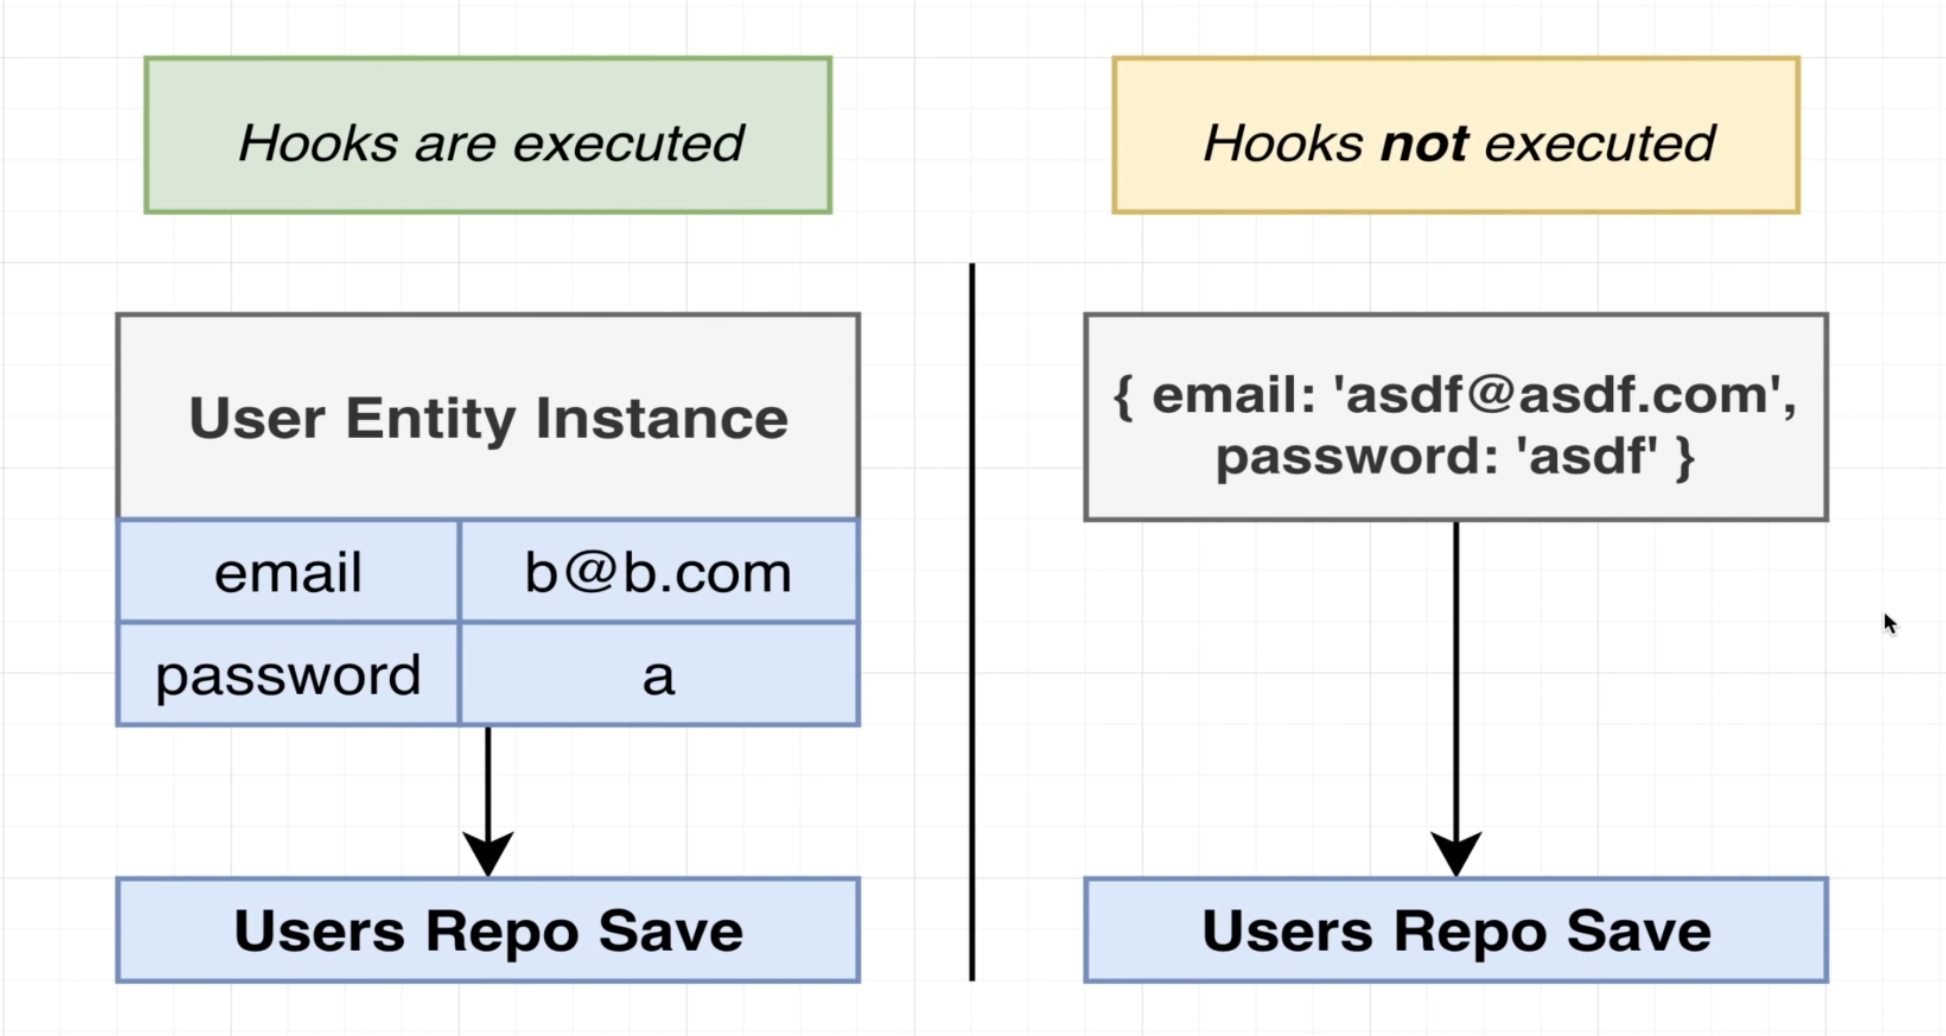 Hooks are executed
Hooks not executed
User Entity Instance
email
b@b.com
password
a
Users Repo Save
{ email: 'asdf@asdf.com',
password: 'asdf' }
Users Repo Save